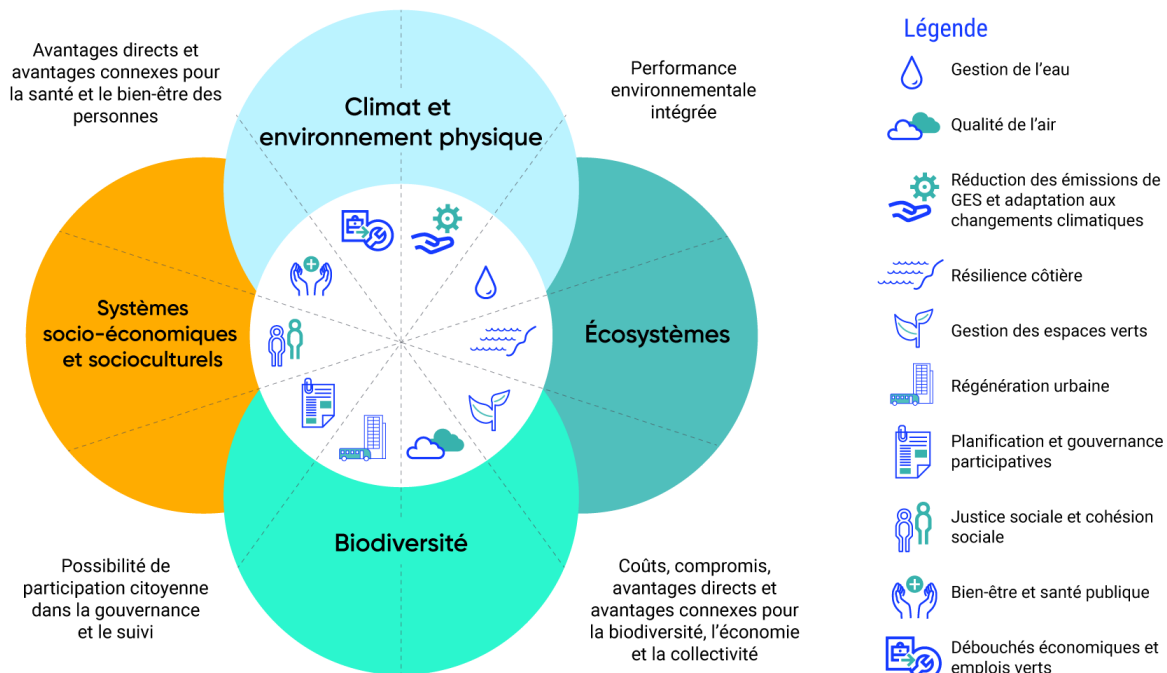 Avantages directs et
avantages connexes pour
la santé et le bien-être des
personnes
Climat et
environnement physique
Performance
environnementale
intégrée
Systèmes
socio-économiques
et socioculturels
Écosystèmes
Biodiversité
Possibilité de
participation citoyenne
dans la gouvernance
et le suivi
Coûts, compromis,
avantages directs et
avantages connexes pour
la biodiversité, l’économie
et la collectivité
Légende
Gestion de l’eau
Qualité de l’air
Réduction des émissions de
GES et adaptation aux
changements climatiques
Résilience côtière
Gestion des espaces verts
Régénération urbaine
Planification et gouvernance
participatives
Justice sociale et cohésion
sociale
Bien-être et santé publique
Débouchés économiques et
emplois verts